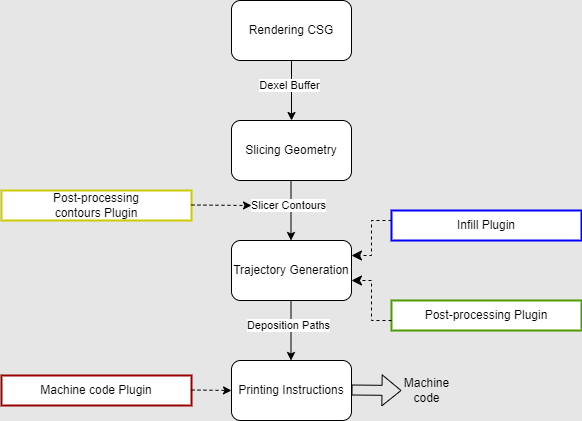 Rendering CSG
Dexel Buffer
Slicing Geometry
Post-processing
contours Plugin
Slicer Contours
Infill Plugin
Trajectory Generation
Post-processing Plugin
Deposition Paths
Machine code Plugin
Printing Instructions
Machine
code